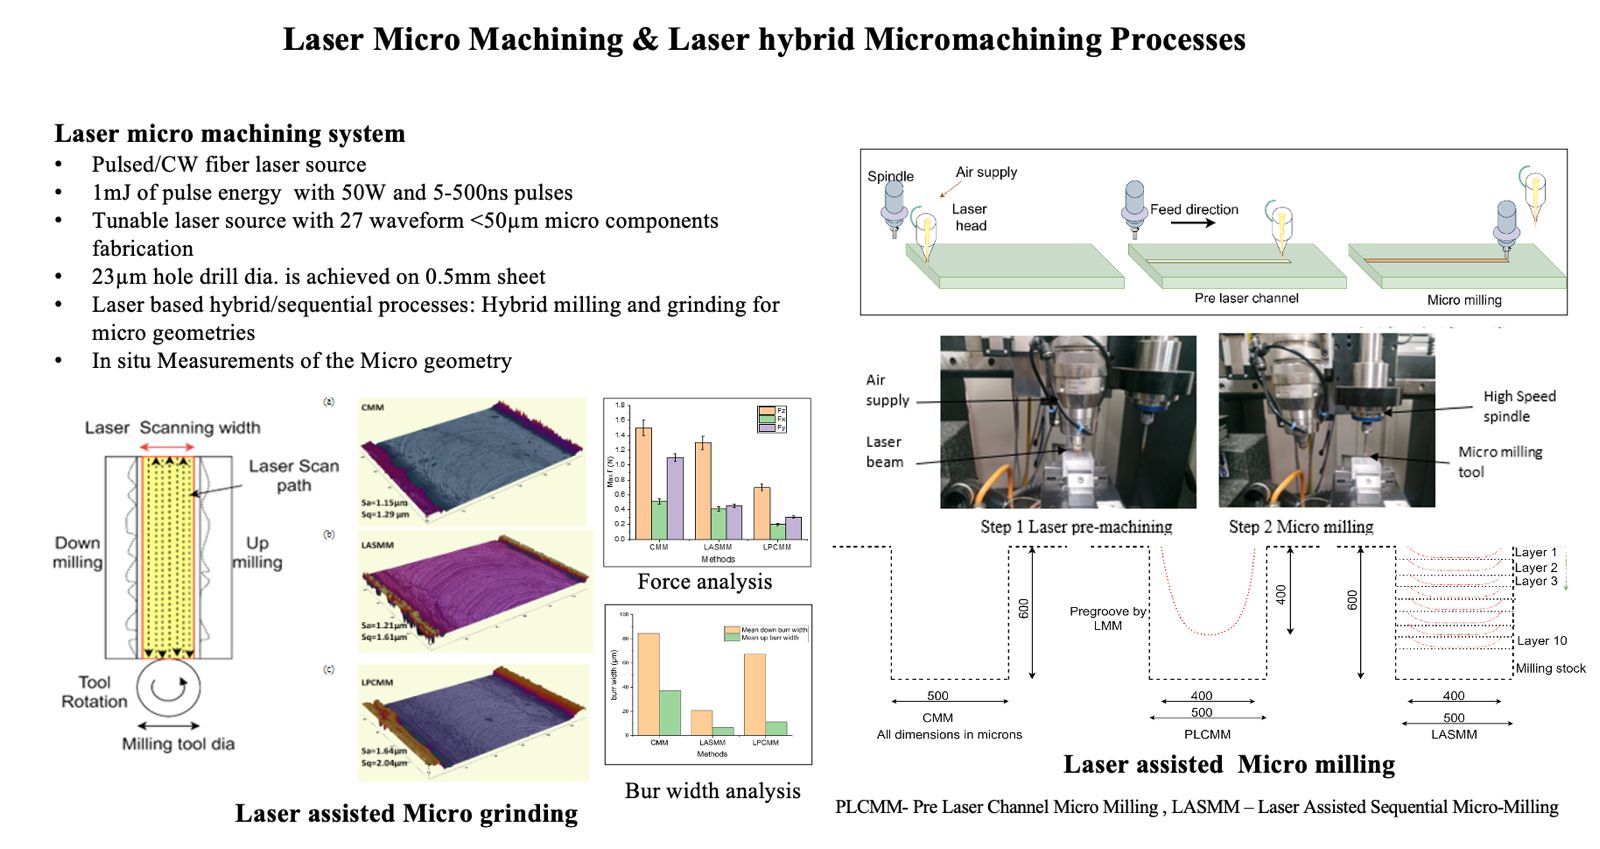 Laser Micro Machining & Laser hybrid Micromachining Processes
Laser micro machining system
• Pulsed/CW fiber laser source
• 1mJ of pulse energy with 50W and 5-500ns pulses
• Tunable laser source with 27 waveform <50µm micro components
fabrication
• 23µm hole drill dia. is achieved on 0.5mm sheet
• Laser based hybrid/sequential processes: Hybrid milling and grinding for
micro geometries
• In situ Measurements of the Micro geometry
Laser Scanning width
Laser Scan
path
Down
milling
Up
milling
Tool
Rotation
Milling tool dia
(a)
CMM
Sa=1.15µm
Sq=1.29 µm
(b)
LASMM
Sa=1.21µm
Sq=1.61µm
(c)
LPCMM
Sa=1.64µm
Sq=2.04µm
Laser assisted Micro grinding
1.8
1.6
1.4
1.2
1.0
0.8
0.6
0.4
0.2
0.0
Max F (N)
Fz
Fx
Fy
CMM LASMM LPCMM
Methods
Force analysis
100
80
60
40
20
0
burr width (µm)
Mean down burr width
Mean up burr width
CMM LASMM LPCMM
Methods
Bur width analysis
Spindle
Air supply
Laser
head
Feed direction
Pre laser channel
Micro milling
Air
supply
Laser
beam
High Speed
spindle
Micro milling
tool
Step 1 Laser pre-machining
Step 2 Micro milling
600
500
CMM
All dimensions in microns
Pregroove by
LMM
400
400
500
PLCMM
600
Layer 1
Layer 2
Layer 3
Layer 10
Milling stock
400
500
LASMM
Laser assisted Micro milling
PLCMM- Pre Laser Channel Micro Milling , LASMM – Laser Assisted Sequential Micro-Milling